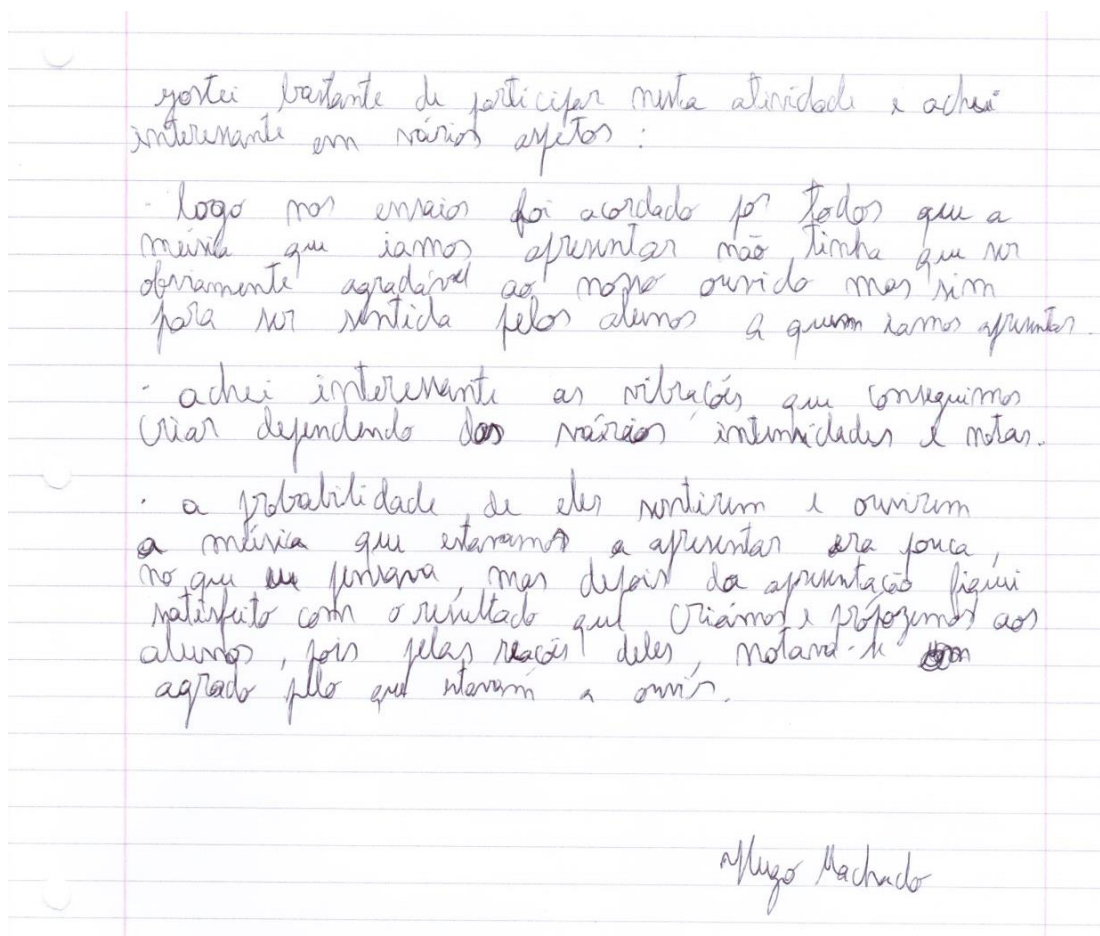 gostei bastante de participar nesta atividade e achei
interessante em vários aspetos :
- logo nos ensaios foi acordado por todos que a
música que iamos apresentar não tinha que ser
obviamente agradável ao nosso ouvido mas sim
para ser sentida pelos alunos a quem iamos apresentar.
- achei interessante as vibrações que conseguimos
criar dependendo das várias intensidades e notas.
· a probabilidade de eles sentirem e ouvirem
a música que estavamos a apresentar era pouca,
no que eu pensava, mas depois da apresentação fiquei
satisfeito com o resultado que criámos e propozemos aos
alunos, pois pelas reações deles, notava-se
agrado pelo que estavam a ouvir.
Hugo Machado